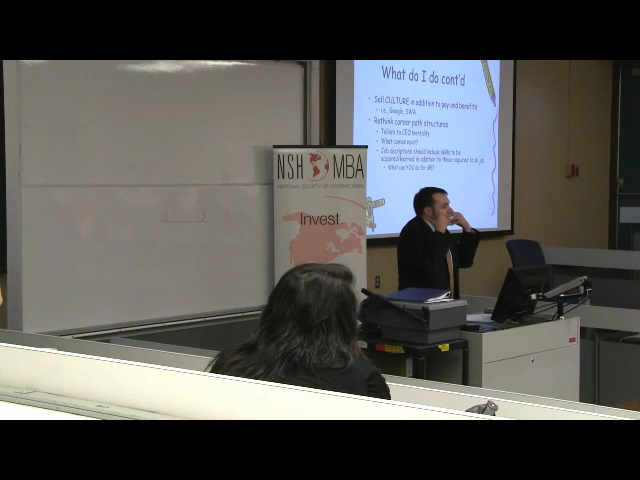 What do I do cont'd
• Sell CULTURE in addition to pay and benefits
• i.e., Google, SWA
• Rethink career-path structures
• Tellers to CEO mentality
• What comes next?
• Job descriptions should include skills to be
acquired/learned in addition to those required to do job
• What can YOU do for ME?
NSH MBA
NATIONAL SOCIETY OF HISPANIC MBAs
Invest.